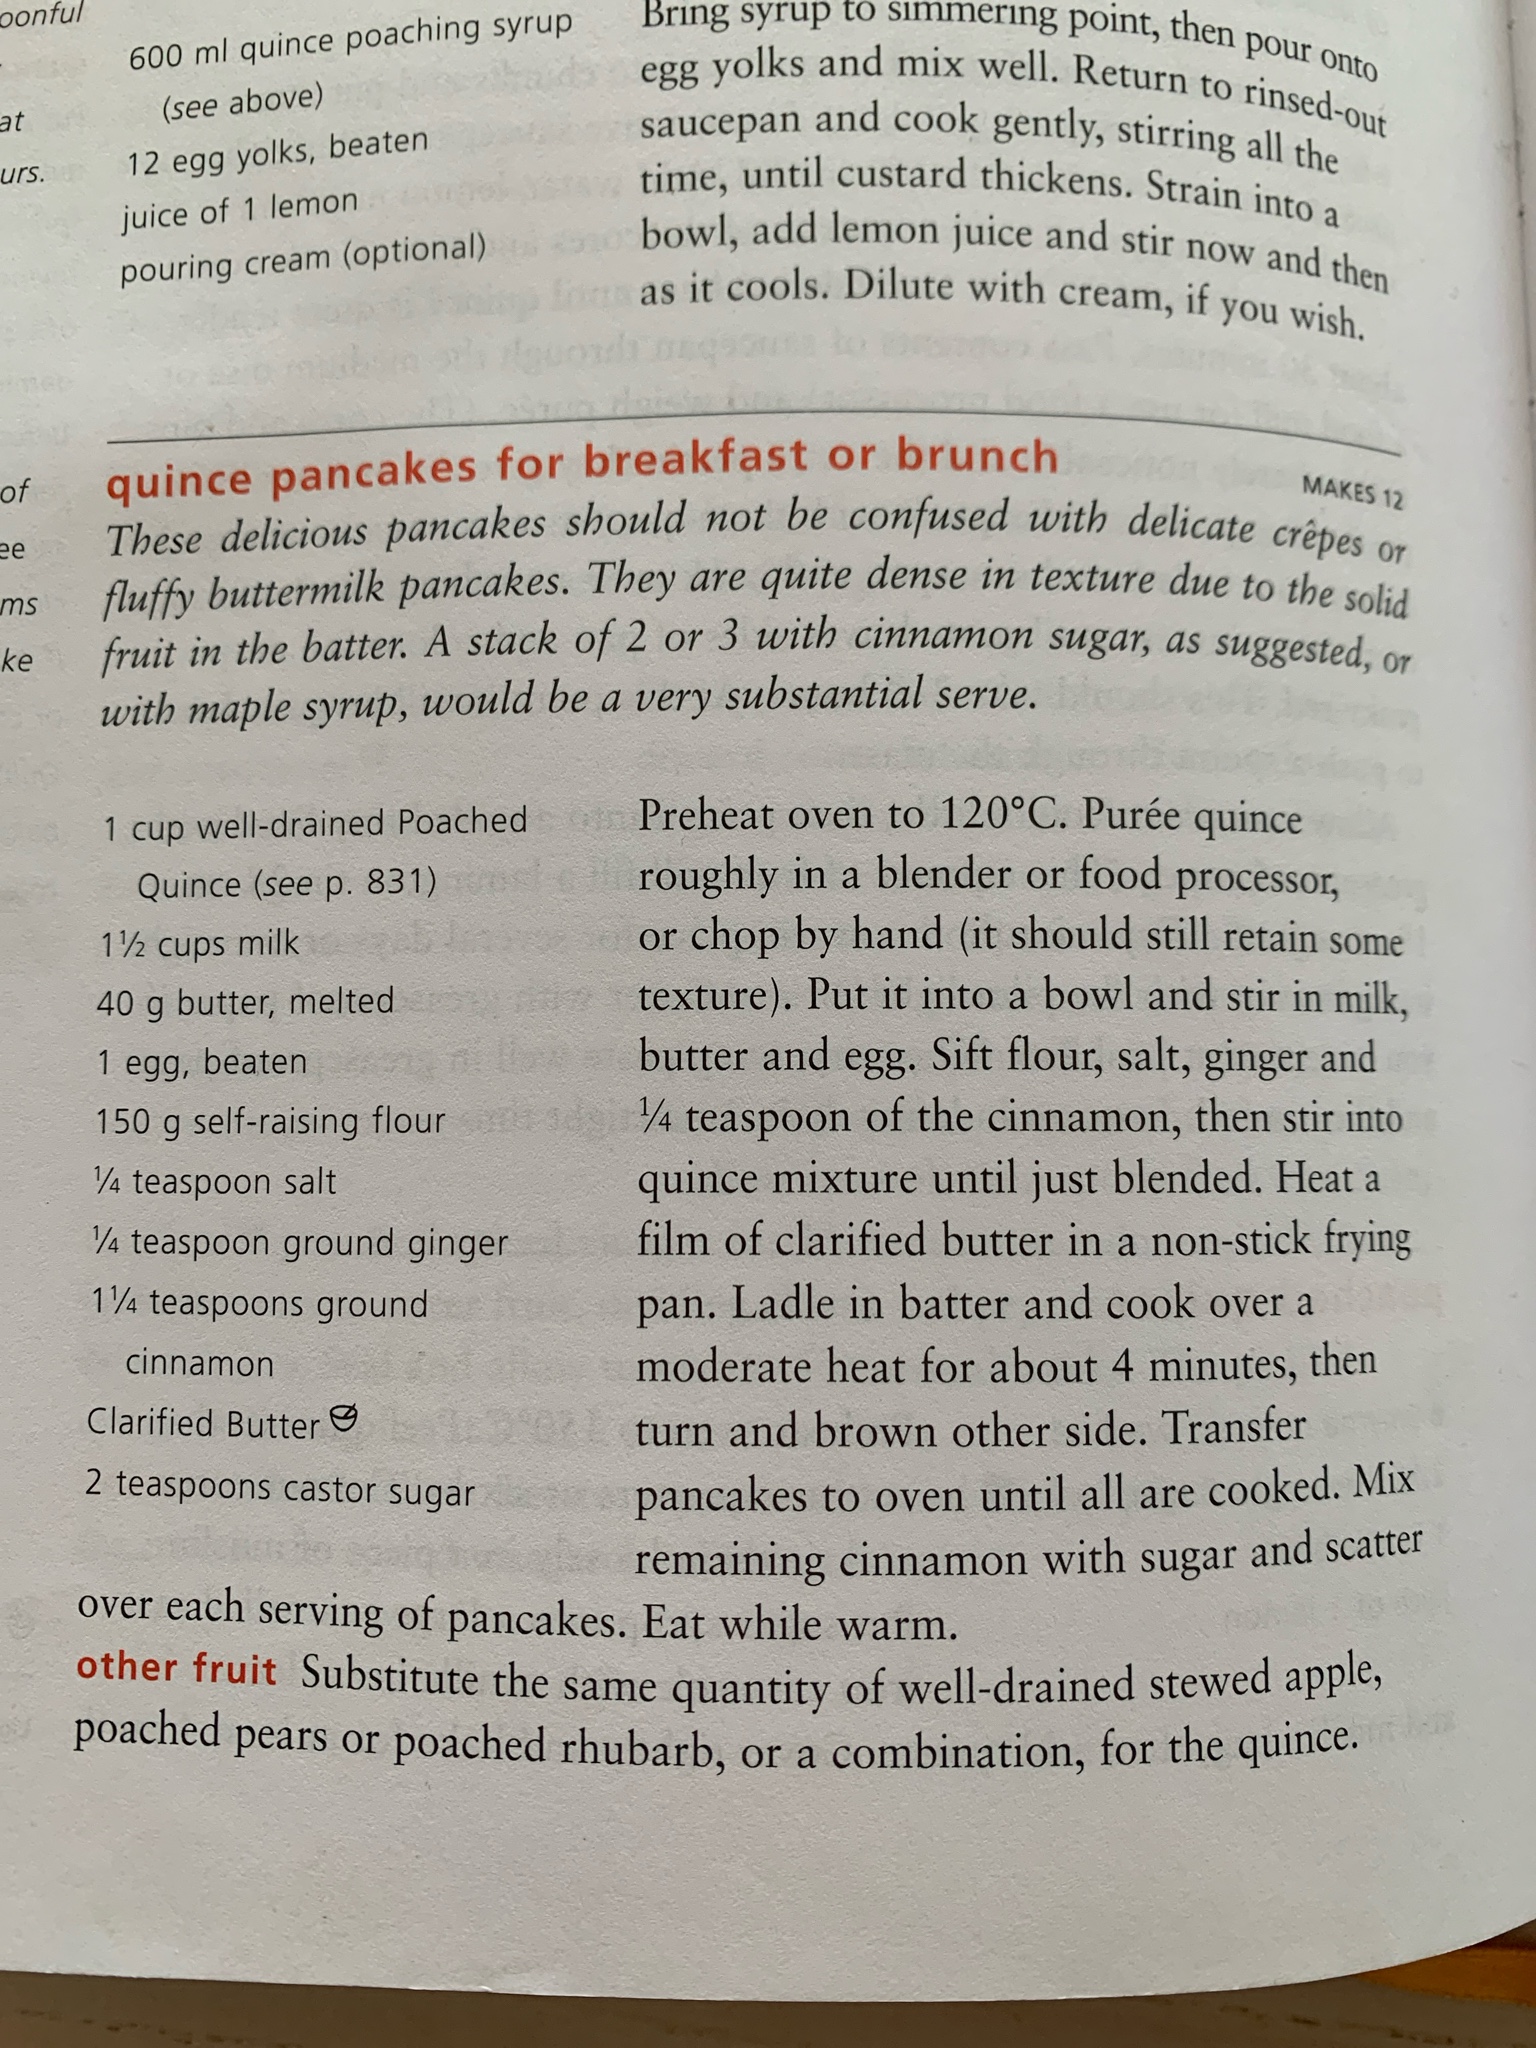 oonful
at
urs.
of
ee
ms
ke
600 ml quince poaching syrup
(see above)
12 egg yolks, beaten
juice of 1 lemon
pouring cream (optional)
Bring syrup to simmering point, then pour onto
egg yolks and mix well. Return to rinsed-out
saucepan and cook gently, stirring all the
time, until custard thickens. Strain into a
bowl, add lemon juice and stir now and then
as it cools. Dilute with cream, if you wish.
quince pancakes for breakfast or brunch
MAKES 12
These delicious pancakes should not be confused with delicate crêpes or
fluffy buttermilk pancakes. They are quite dense in texture due to the solid
fruit in the batter. A stack of 2 or 3 with cinnamon sugar, as suggested, or
with maple syrup, would be a very substantial serve.
1 cup well-drained Poached
Quince (see p. 831)
1½ cups milk
40 g butter, melted
1 egg, beaten
150 g self-raising flour
¼ teaspoon salt
¼ teaspoon ground ginger
1¼ teaspoons ground
cinnamon
Clarified Butter
2 teaspoons castor sugar
Preheat oven to 120°C. Purée quince
roughly in a blender or food processor,
or chop by hand (it should still retain some
texture). Put it into a bowl and stir in milk,
butter and egg. Sift flour, salt, ginger and
¼ teaspoon of the cinnamon, then stir into
quince mixture until just blended. Heat a
film of clarified butter in a non-stick frying
pan. Ladle in batter and cook over a
moderate heat for about 4 minutes, then
turn and brown other side. Transfer
pancakes to oven until all are cooked. Mix
remaining cinnamon with sugar and scatter
over each serving of pancakes. Eat while warm.
other fruit Substitute the same quantity of well-drained stewed apple,
poached pears or poached rhubarb, or a combination, for the quince.